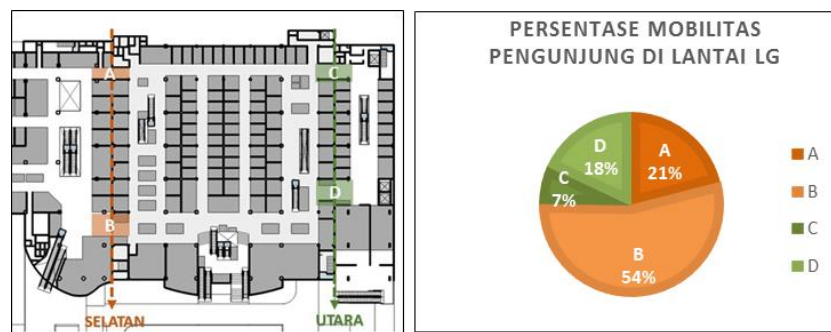 A
C
D
B
SELATAN
UTARA
PERSENTASE MOBILITAS
PENGUNJUNG DI LANTAI LG
D
18%
A
21%
C
7%
B
54%
A
B
C
D